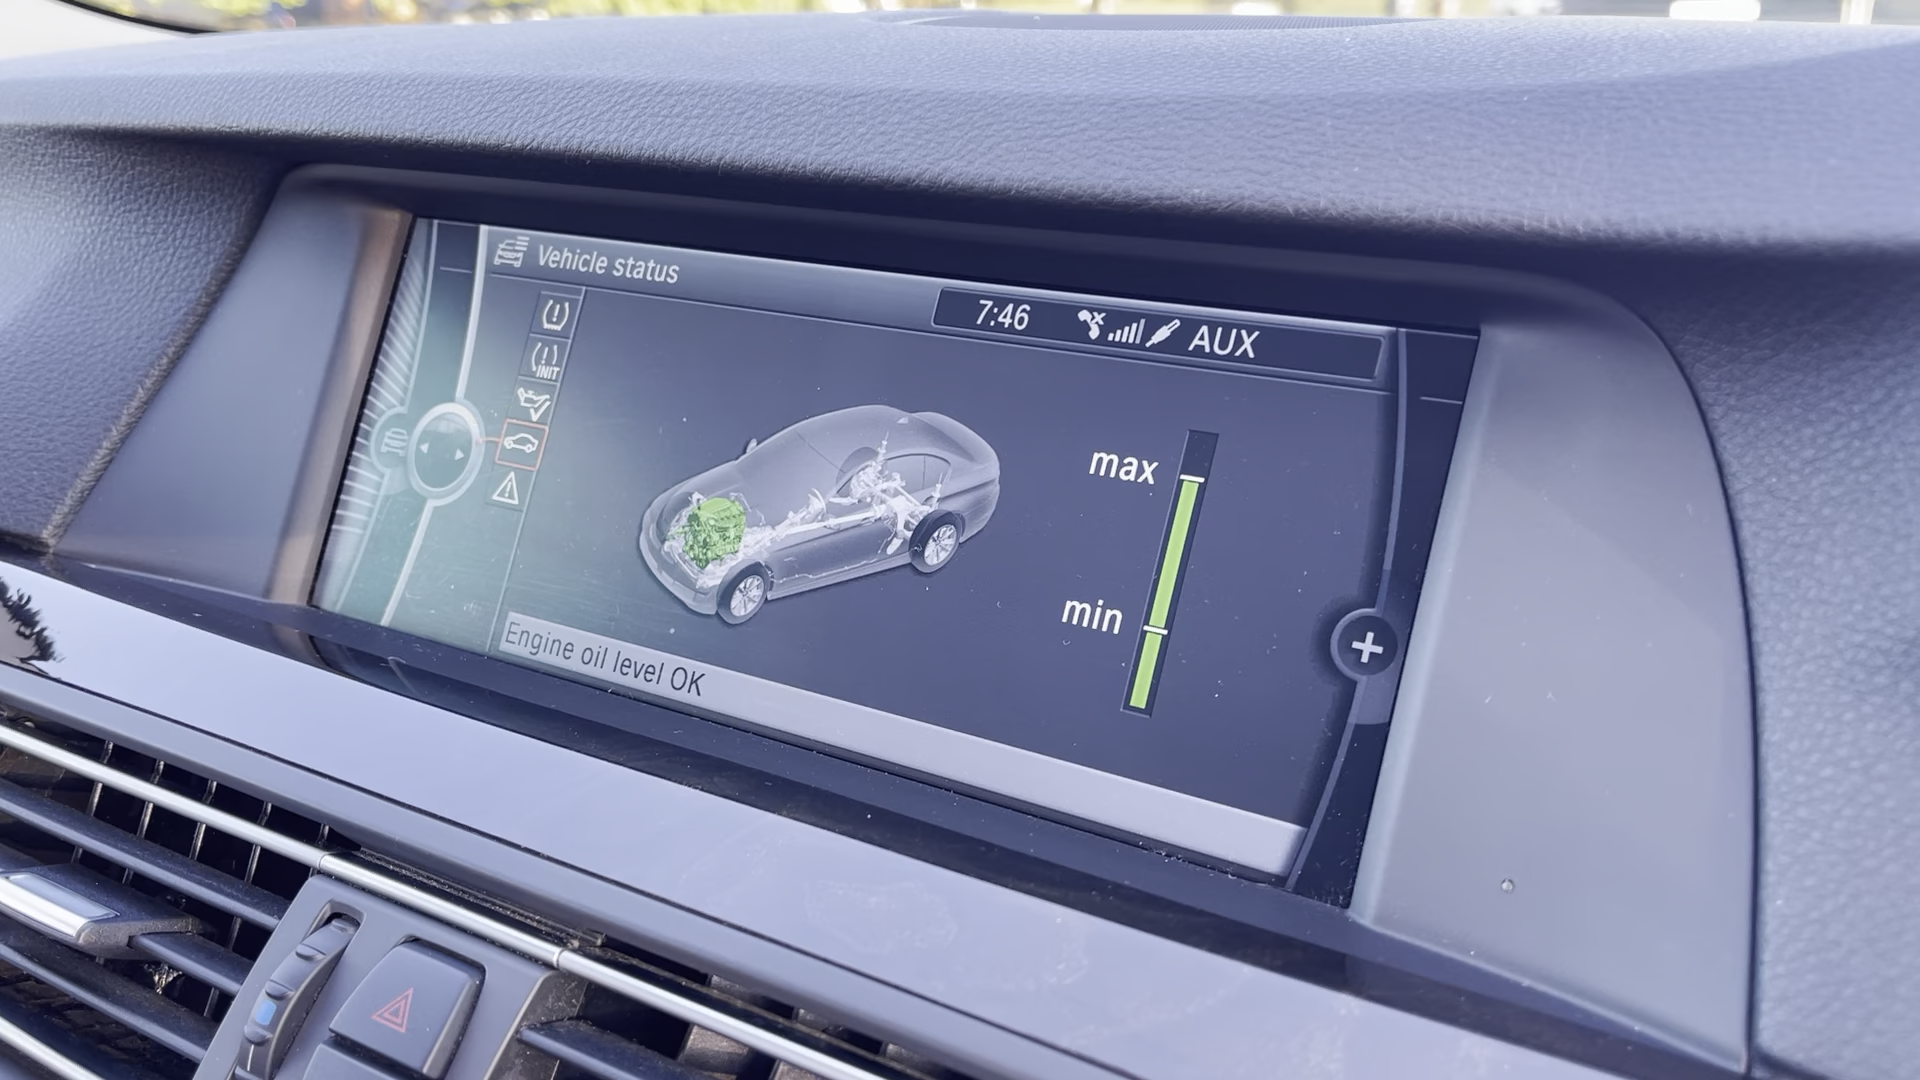 Vehicle status
7:46 AUX
INIT
max
min
Engine oil level OK